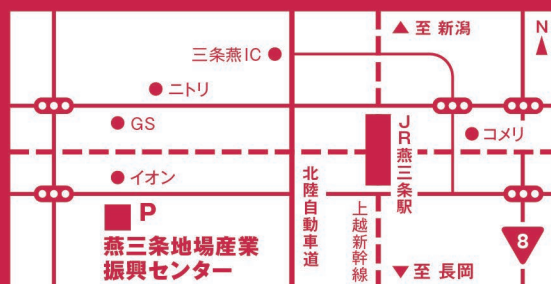 ▲至 新潟
N
三条燕IC
ニトリ
GS
コメリ
JR燕三条駅
イオン
北陸自動車道
上越新幹線
P
燕三条地場産業
振興センター
8
▼至 長岡